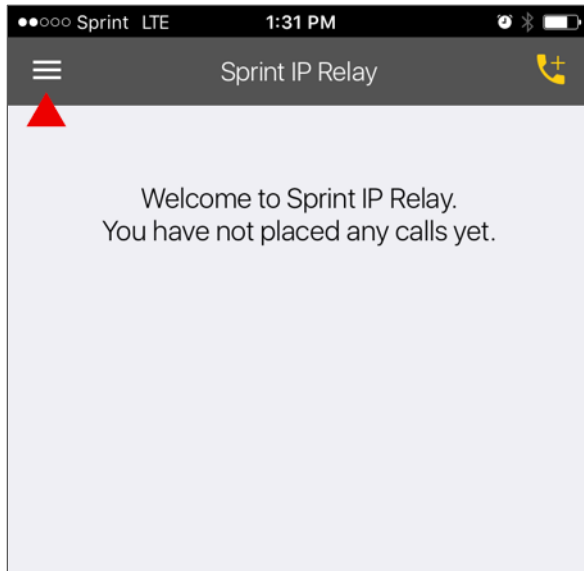 Sprint LTE 1:31 PM
Sprint IP Relay
Welcome to Sprint IP Relay.
You have not placed any calls yet.